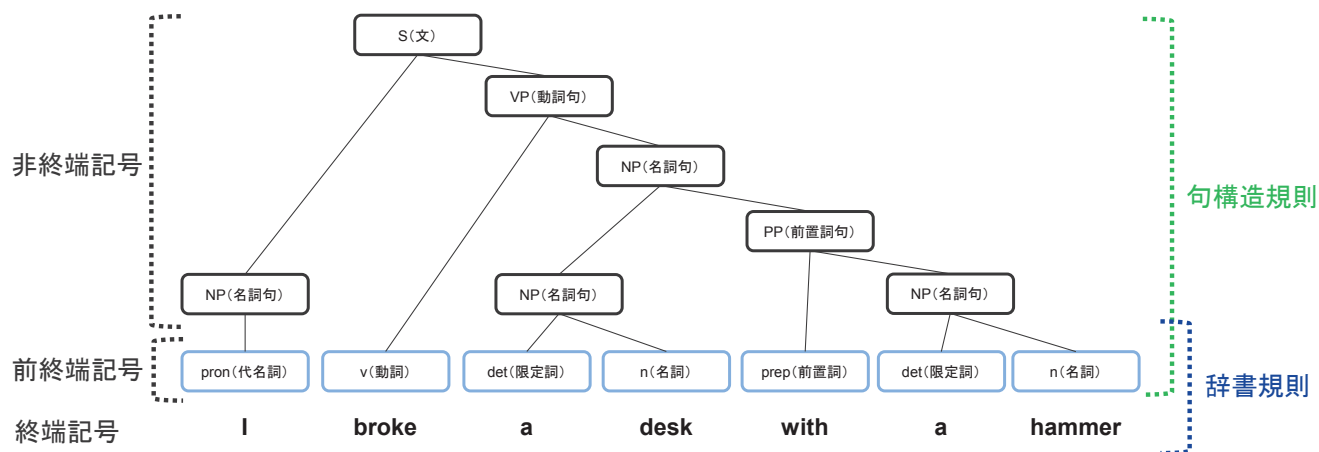 S(文)
VP(動詞句)
NP(名詞句)
非終端記号
句構造規則
PP(前置詞句)
NP(名詞句)
NP(名詞句)
NP(名詞句)
前終端記号
pron(代名詞)
v(動詞)
det(限定詞)
n(名詞)
prep(前置詞)
det(限定詞)
n(名詞)
辞書規則
終端記号
I
broke
a
desk
with
a
hammer